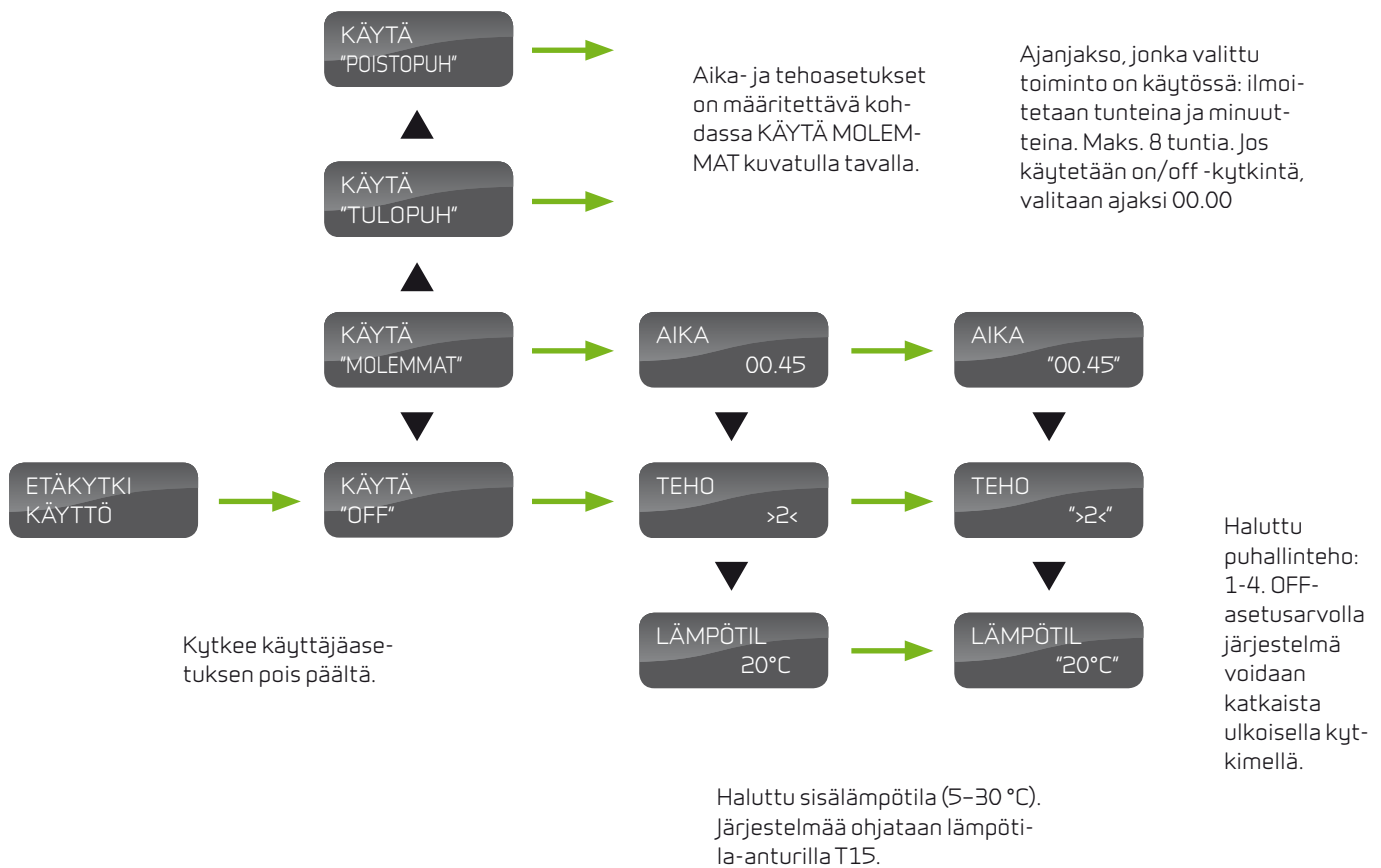 KÄYTÄ
"POISTOPUH"
Aika- ja tehoasetukset
on määritettävä koh-
dassa KÄYTÄ MOLEM-
MAT kuvatulla tavalla.
Ajanjakso, jonka valittu
toiminto on käytössä: ilmoi-
tetaan tunteina ja minuut-
teina. Maks. 8 tuntia. Jos
käytetään on/off -kytkintä,
valitaan ajaksi 00.00
KÄYTÄ
"TULOPUH"
KÄYTÄ
"MOLEMMAT"
AIKA
00.45
AIKA
"00.45"
ETÄKYTKI
KÄYTTÖ
KÄYTÄ
"OFF"
TEHO
>2<
TEHO
">2<"
Haluttu
puhallinteho:
1-4. OFF-
asetusarvolla
järjestelmä
voidaan
katkaista
ulkoisella kyt-
kimellä.
Kytkee käyttäjäase-
tuksen pois päältä.
LÄMPÖTIL
20°C
LÄMPÖTIL
"20°C"
Haluttu sisälämpötila (5–30 °C).
Järjestelmää ohjataan lämpöti-
la-anturilla T15.